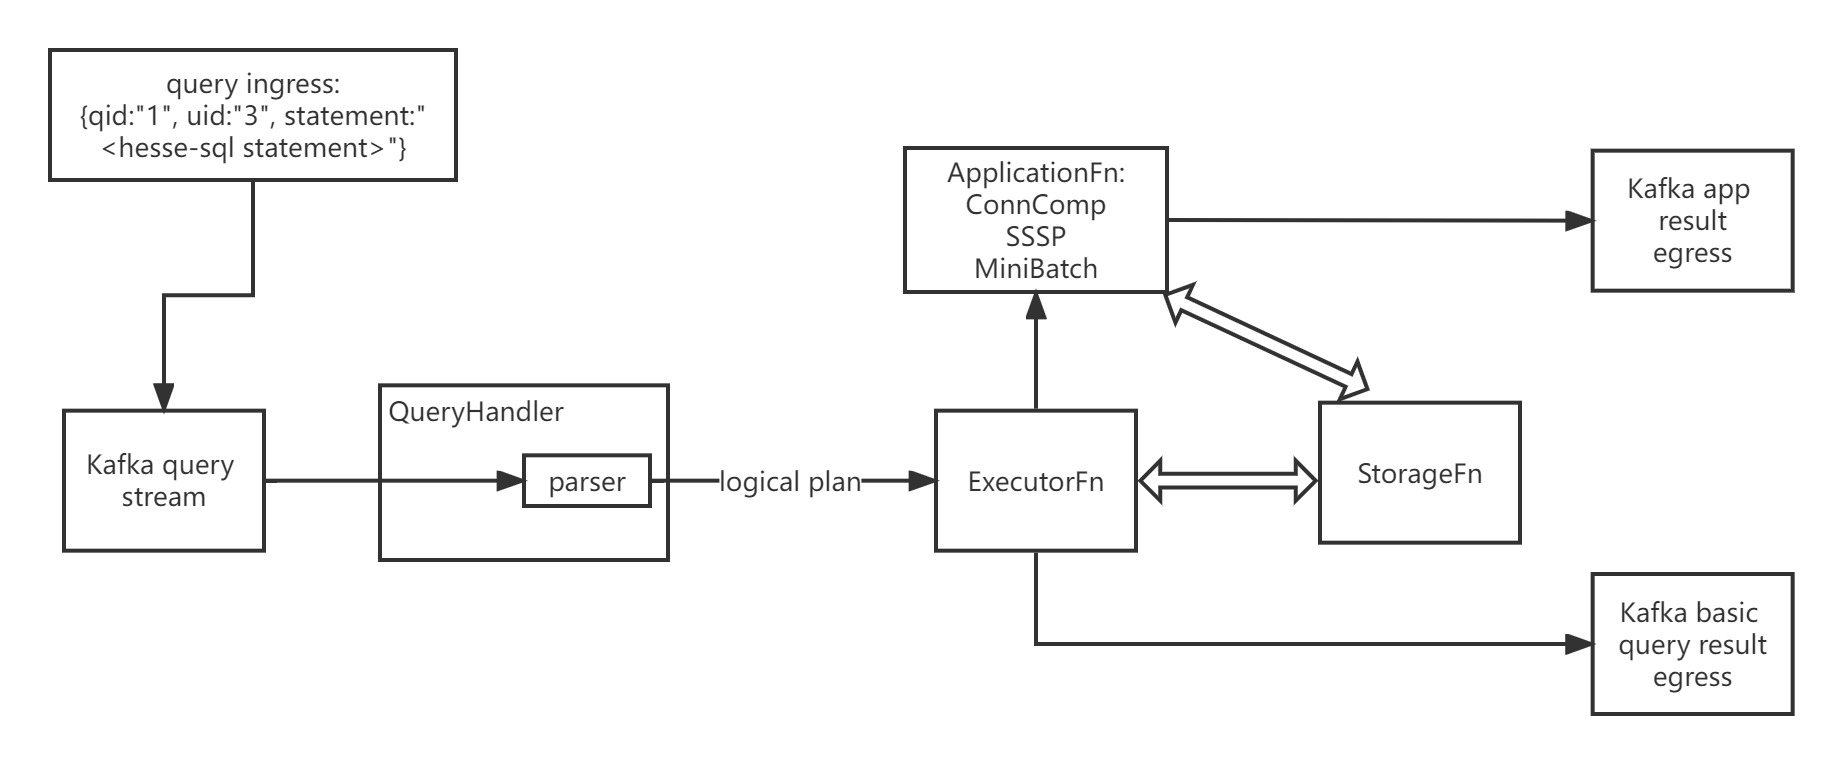 query ingress:
{qid:"1", uid:"3", statement:"
<hesse-sql statement>"}
ApplicationFn:
ConnComp
SSSP
MiniBatch
Kafka app
result
egress
Kafka query
stream
QueryHandler
parser
logical plan
ExecutorFn
StorageFn
Kafka basic
query result
egress